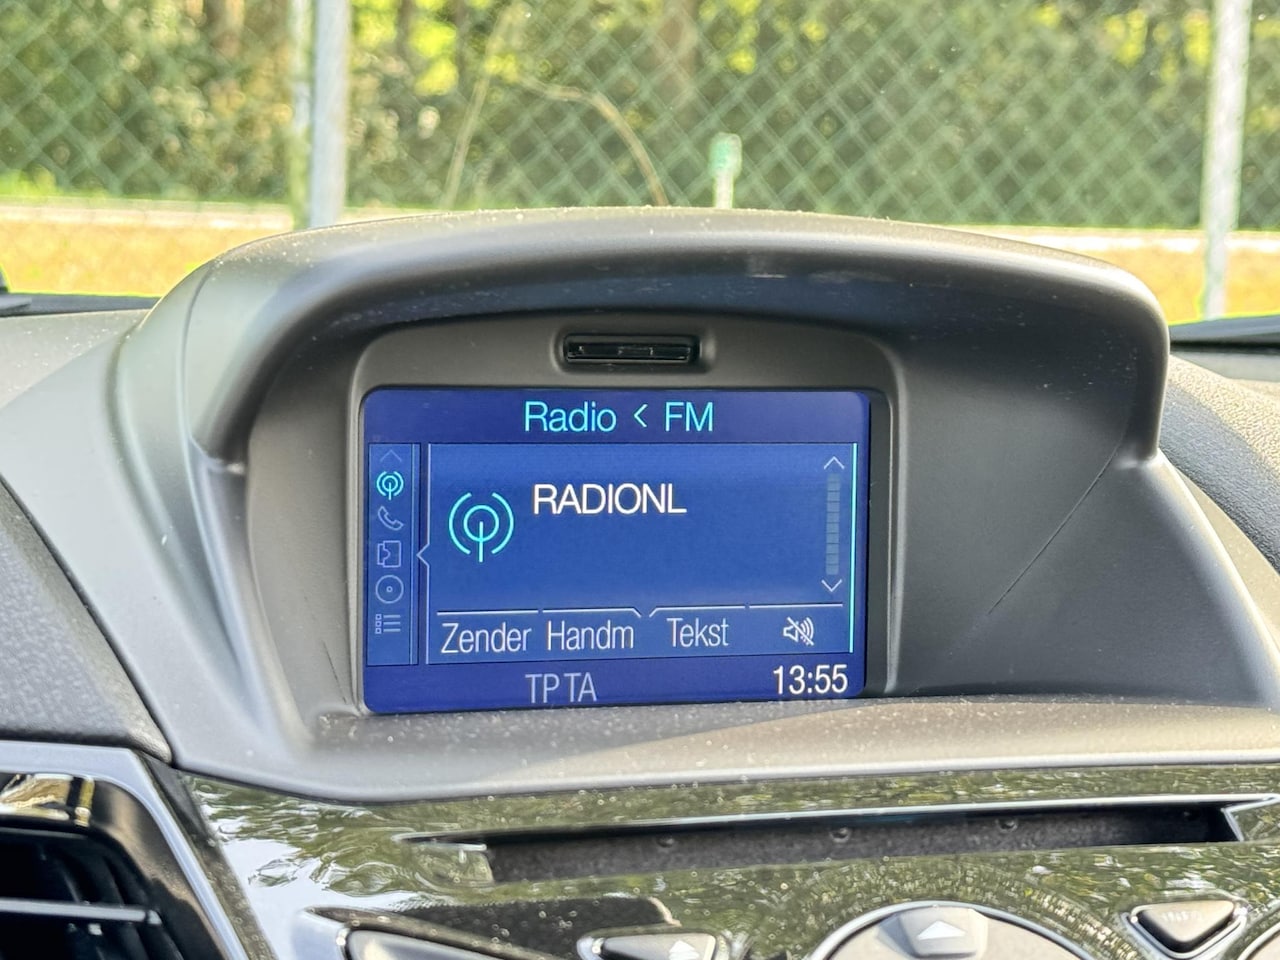 Radio < FM
RADIONL
Zender Handm Tekst
TP TA 13:55